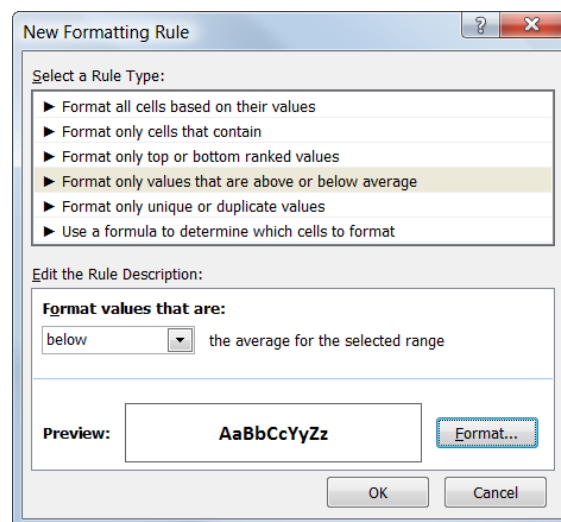 New Formatting Rule
Select a Rule Type:
► Format all cells based on their values
► Format only cells that contain
► Format only top or bottom ranked values
► Format only values that are above or below average
► Format only unique or duplicate values
► Use a formula to determine which cells to format
Edit the Rule Description:
Format values that are:
below the average for the selected range
Preview: AaBbCcYyZz Format...
OK Cancel